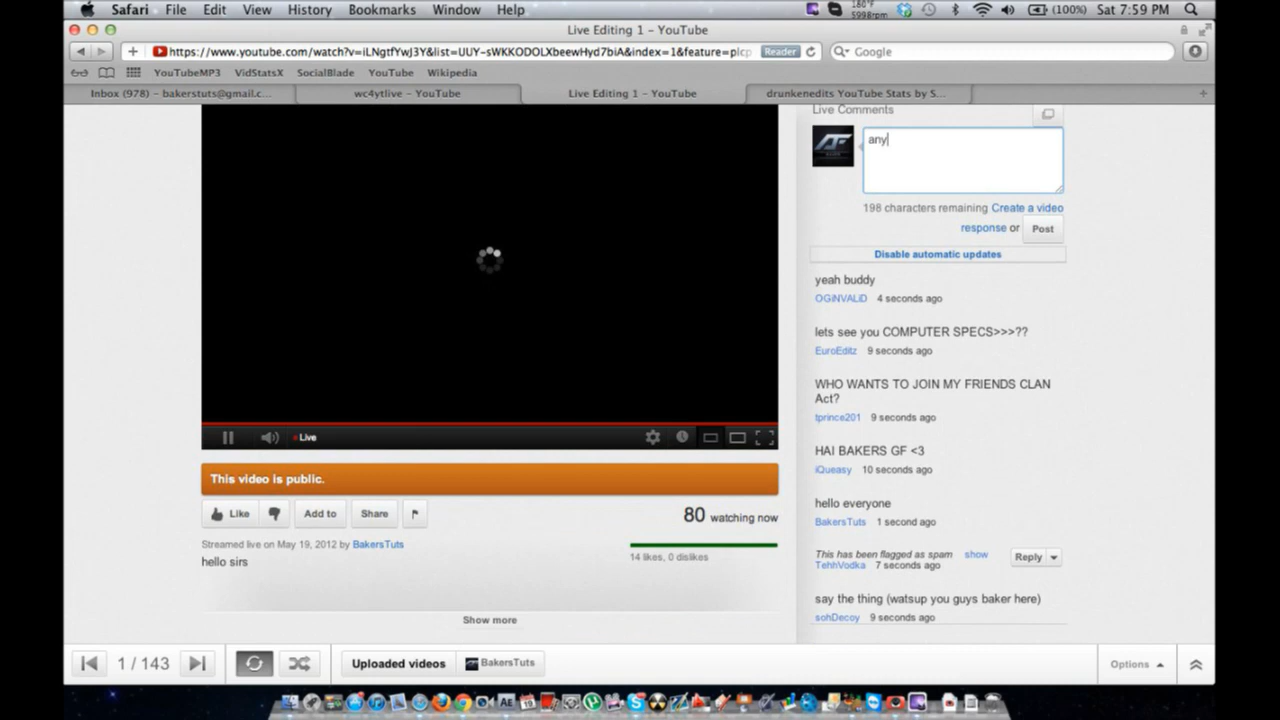 Safari File Edit View History Bookmarks Window Help 180°F 5998rpm (100%) Sat 7:59 PM
Live Editing 1 – YouTube
https://www.youtube.com/watch?v=iLNgtfYwJ3Y&list=UUY-sWKKODOLXbeewHyd7biA&index=1&feature=plcp Reader Google
YouTubeMP3 VidStatsX SocialBlade YouTube Wikipedia
Inbox (978) – bakerstuts@gmail.c... wc4ytlive – YouTube Live Editing 1 – YouTube drunkenedits YouTube Stats by S...
Live Comments
any
198 characters remaining Create a video
response or Post
Disable automatic updates
yeah buddy
OGiNVALiD 4 seconds ago
lets see you COMPUTER SPECS>>>??
EuroEditz 9 seconds ago
WHO WANTS TO JOIN MY FRIENDS CLAN
Act?
tprince201 9 seconds ago
HAI BAKERS GF <3
iQueasy 10 seconds ago
hello everyone
BakersTuts 1 second ago
This has been flagged as spam show
TehhVodka 7 seconds ago
Reply
say the thing (watsup you guys baker here)
sohDecoy 9 seconds ago
Live
This video is public.
Like Add to Share
80 watching now
Streamed live on May 19, 2012 by BakersTuts
14 likes, 0 dislikes
hello sirs
Show more
1 / 143 Uploaded videos BakersTuts Options
Ae 19